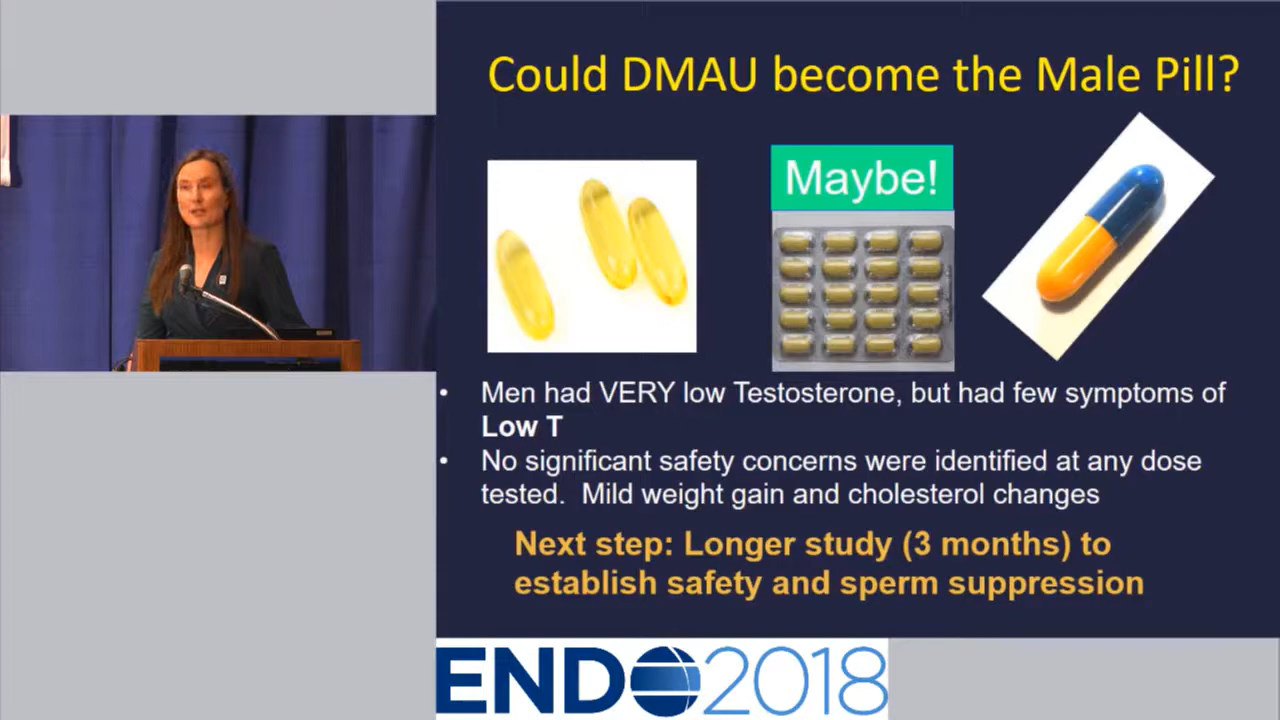 Could DMAU become the Male Pill?
Maybe!
• Men had VERY low Testosterone, but had few symptoms of
Low T
• No significant safety concerns were identified at any dose
tested. Mild weight gain and cholesterol changes
Next step: Longer study (3 months) to
establish safety and sperm suppression
ENDO2018